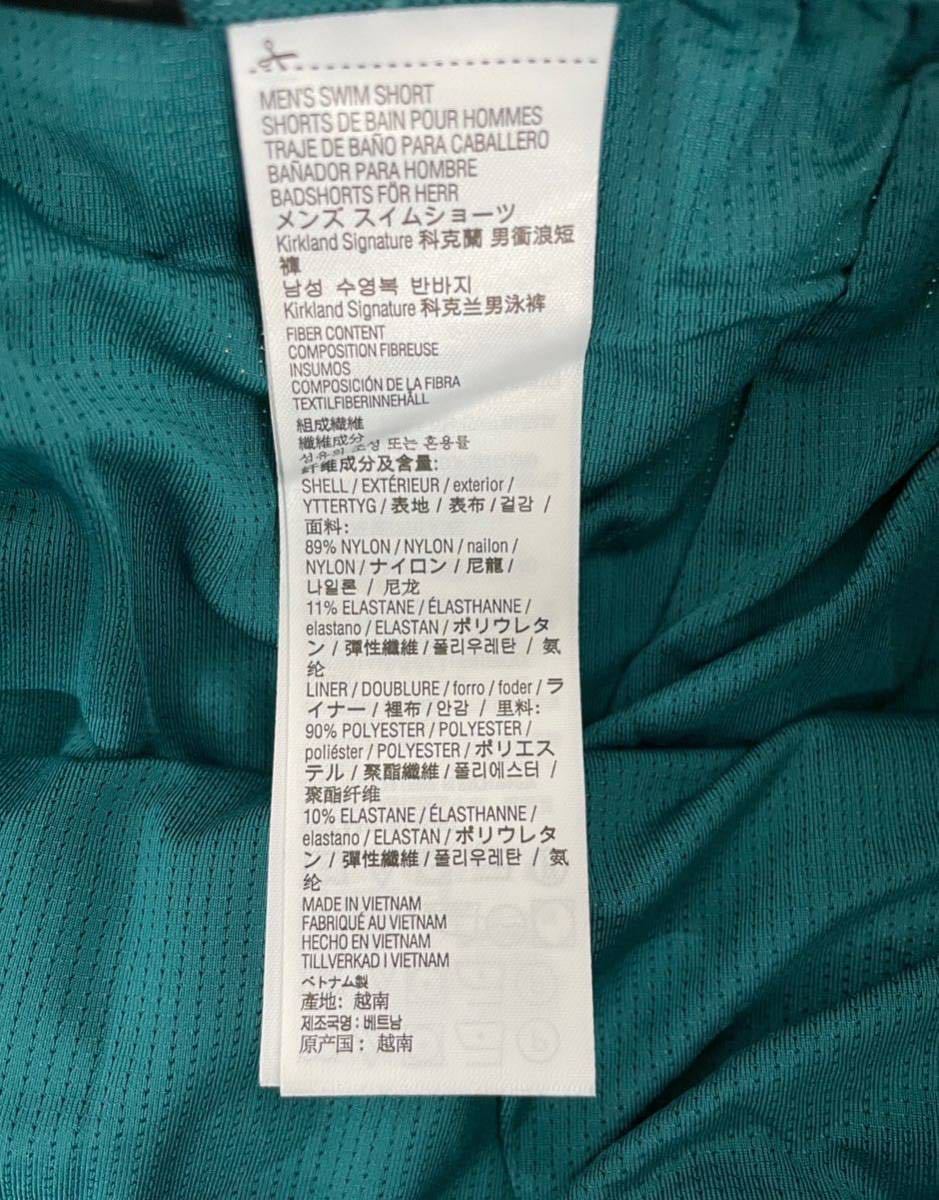 MEN'S SWIM SHORT
SHORTS DE BAIN POUR HOMMES
TRAJE DE BAÑO PARA CABALLERO
BAÑADOR PARA HOMBRE
BADSHORTS FÖR HERR
メンズ スイムショーツ
Kirkland Signature 科克蘭 男衝浪短
褲
남성 수영복 반바지
Kirkland Signature 科克兰男泳裤
FIBER CONTENT
COMPOSITION FIBREUSE
INSUMOS
COMPOSICIÓN DE LA FIBRA
TEXTILFIBERINNEHÅLL
組成繊維
纖維成分
섬유의 조성 또는 혼용률
纤维成分及含量:
SHELL / EXTÉRIEUR / exterior /
YTTERTYG / 表地 / 表布 / 겉감 /
面料:
89% NYLON / NYLON / nailon /
NYLON / ナイロン / 尼龍 /
나일론 / 尼龙
11% ELASTANE / ÉLASTHANNE /
elastano / ELASTAN / ポリウレタ
ン / 彈性纖維 / 폴리우레탄 / 氨
纶
LINER / DOUBLURE / forro / foder / ラ
イナー / 裡布 / 안감 / 里料:
90% POLYESTER / POLYESTER /
poliéster / POLYESTER / ポリエス
テル / 聚酯纖維 / 폴리에스터 /
聚酯纤维
10% ELASTANE / ÉLASTHANNE /
elastano / ELASTAN / ポリウレタ
ン / 彈性纖維 / 폴리우레탄 / 氨
纶
MADE IN VIETNAM
FABRIQUÉ AU VIETNAM
HECHO EN VIETNAM
TILLVERKAD I VIETNAM
ベトナム製
產地: 越南
제조국명 : 베트남
原产国 : 越南